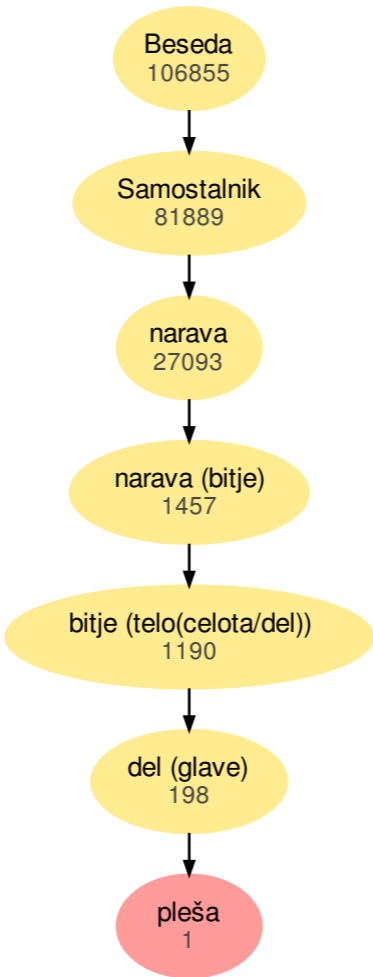 Beseda
106855
Samostalnik
81889
narava
27093
narava (bitje)
1457
bitje (telo(celota/del))
1190
del (glave)
198
pleša
1